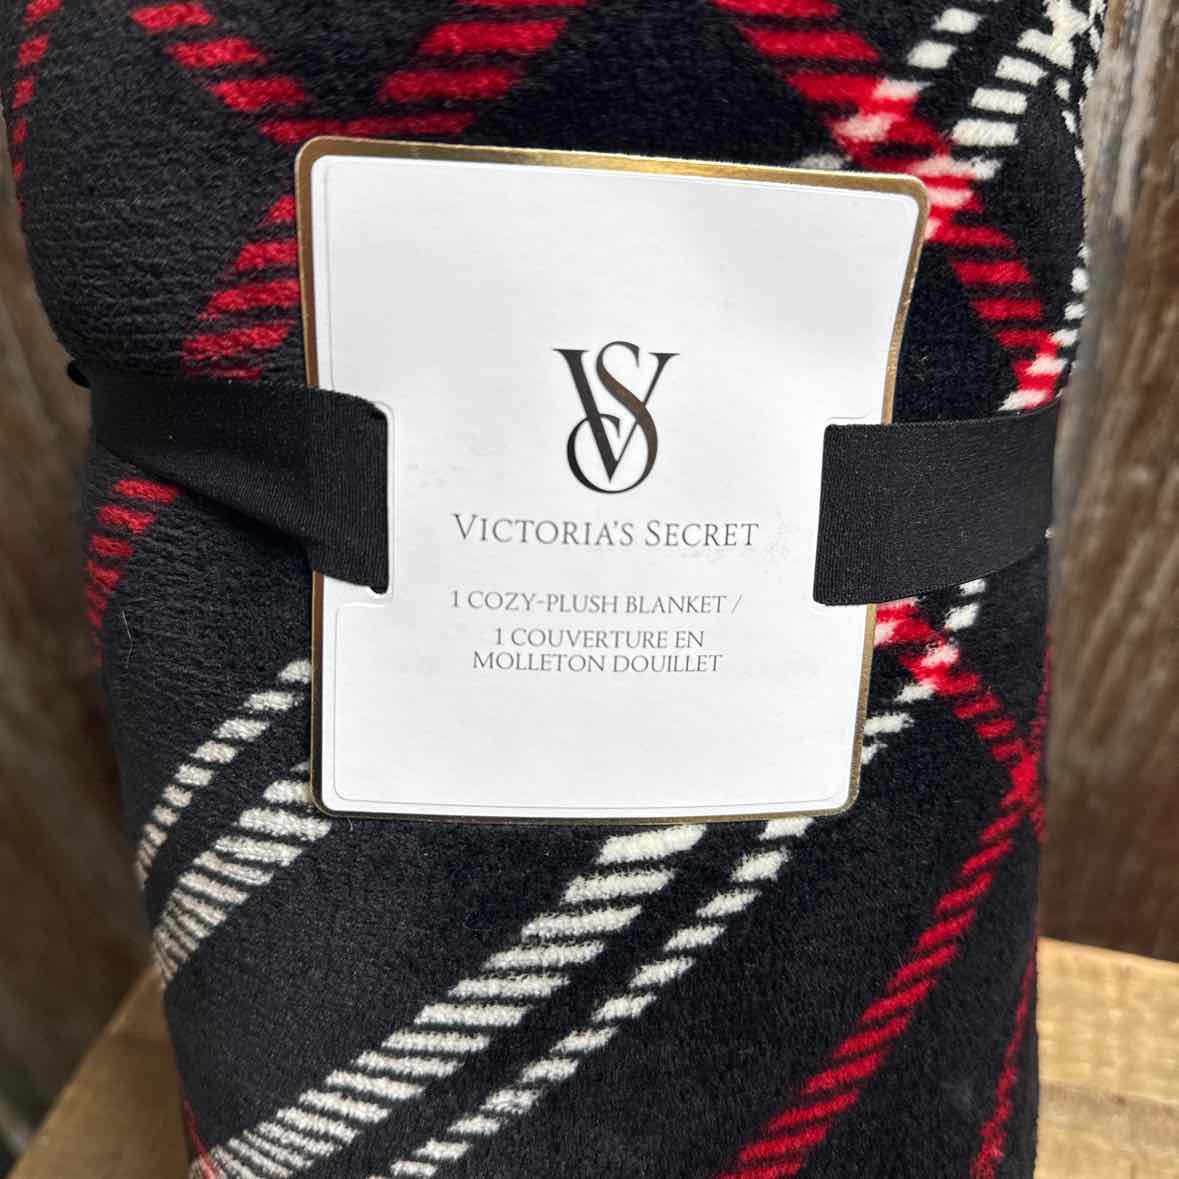 VS
VICTORIA'S SECRET
1 COZY-PLUSH BLANKET /
1 COUVERTURE EN
MOLLETON DOUILLET